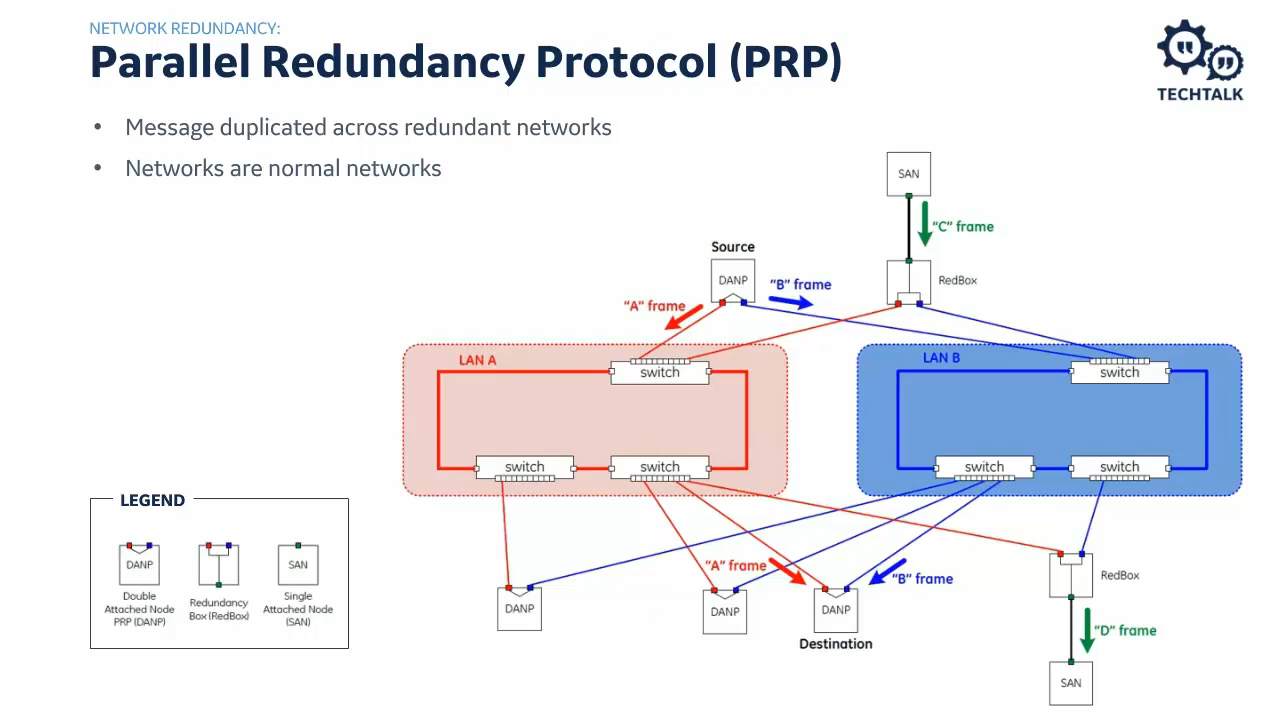 NETWORK REDUNDANCY:
Parallel Redundancy Protocol (PRP)
TECHTALK
• Message duplicated across redundant networks
• Networks are normal networks
SAN
"C" frame
Source
DANP
"B" frame
RedBox
"A" frame
LAN A
switch
LAN B
switch
switch
switch
switch
switch
LEGEND
DANP
SAN
Double
Attached Node
PRP (DANP)
Redundancy
Box (RedBox)
Single
Attached Node
(SAN)
"A" frame
"B" frame
RedBox
DANP
DANP
DANP
Destination
"D" frame
SAN